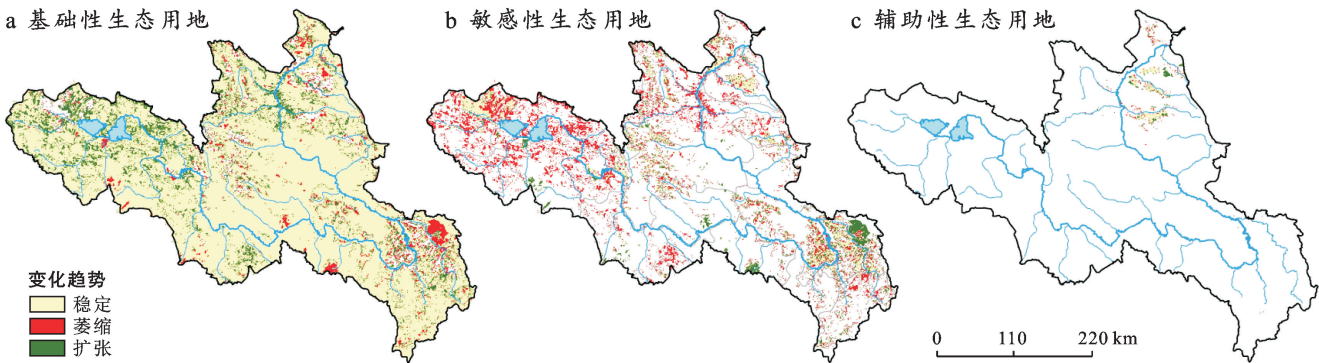 a 基础性生态用地
b 敏感性生态用地
c 辅助性生态用地
变化趋势
稳定
萎缩
扩张
0 110 220 km